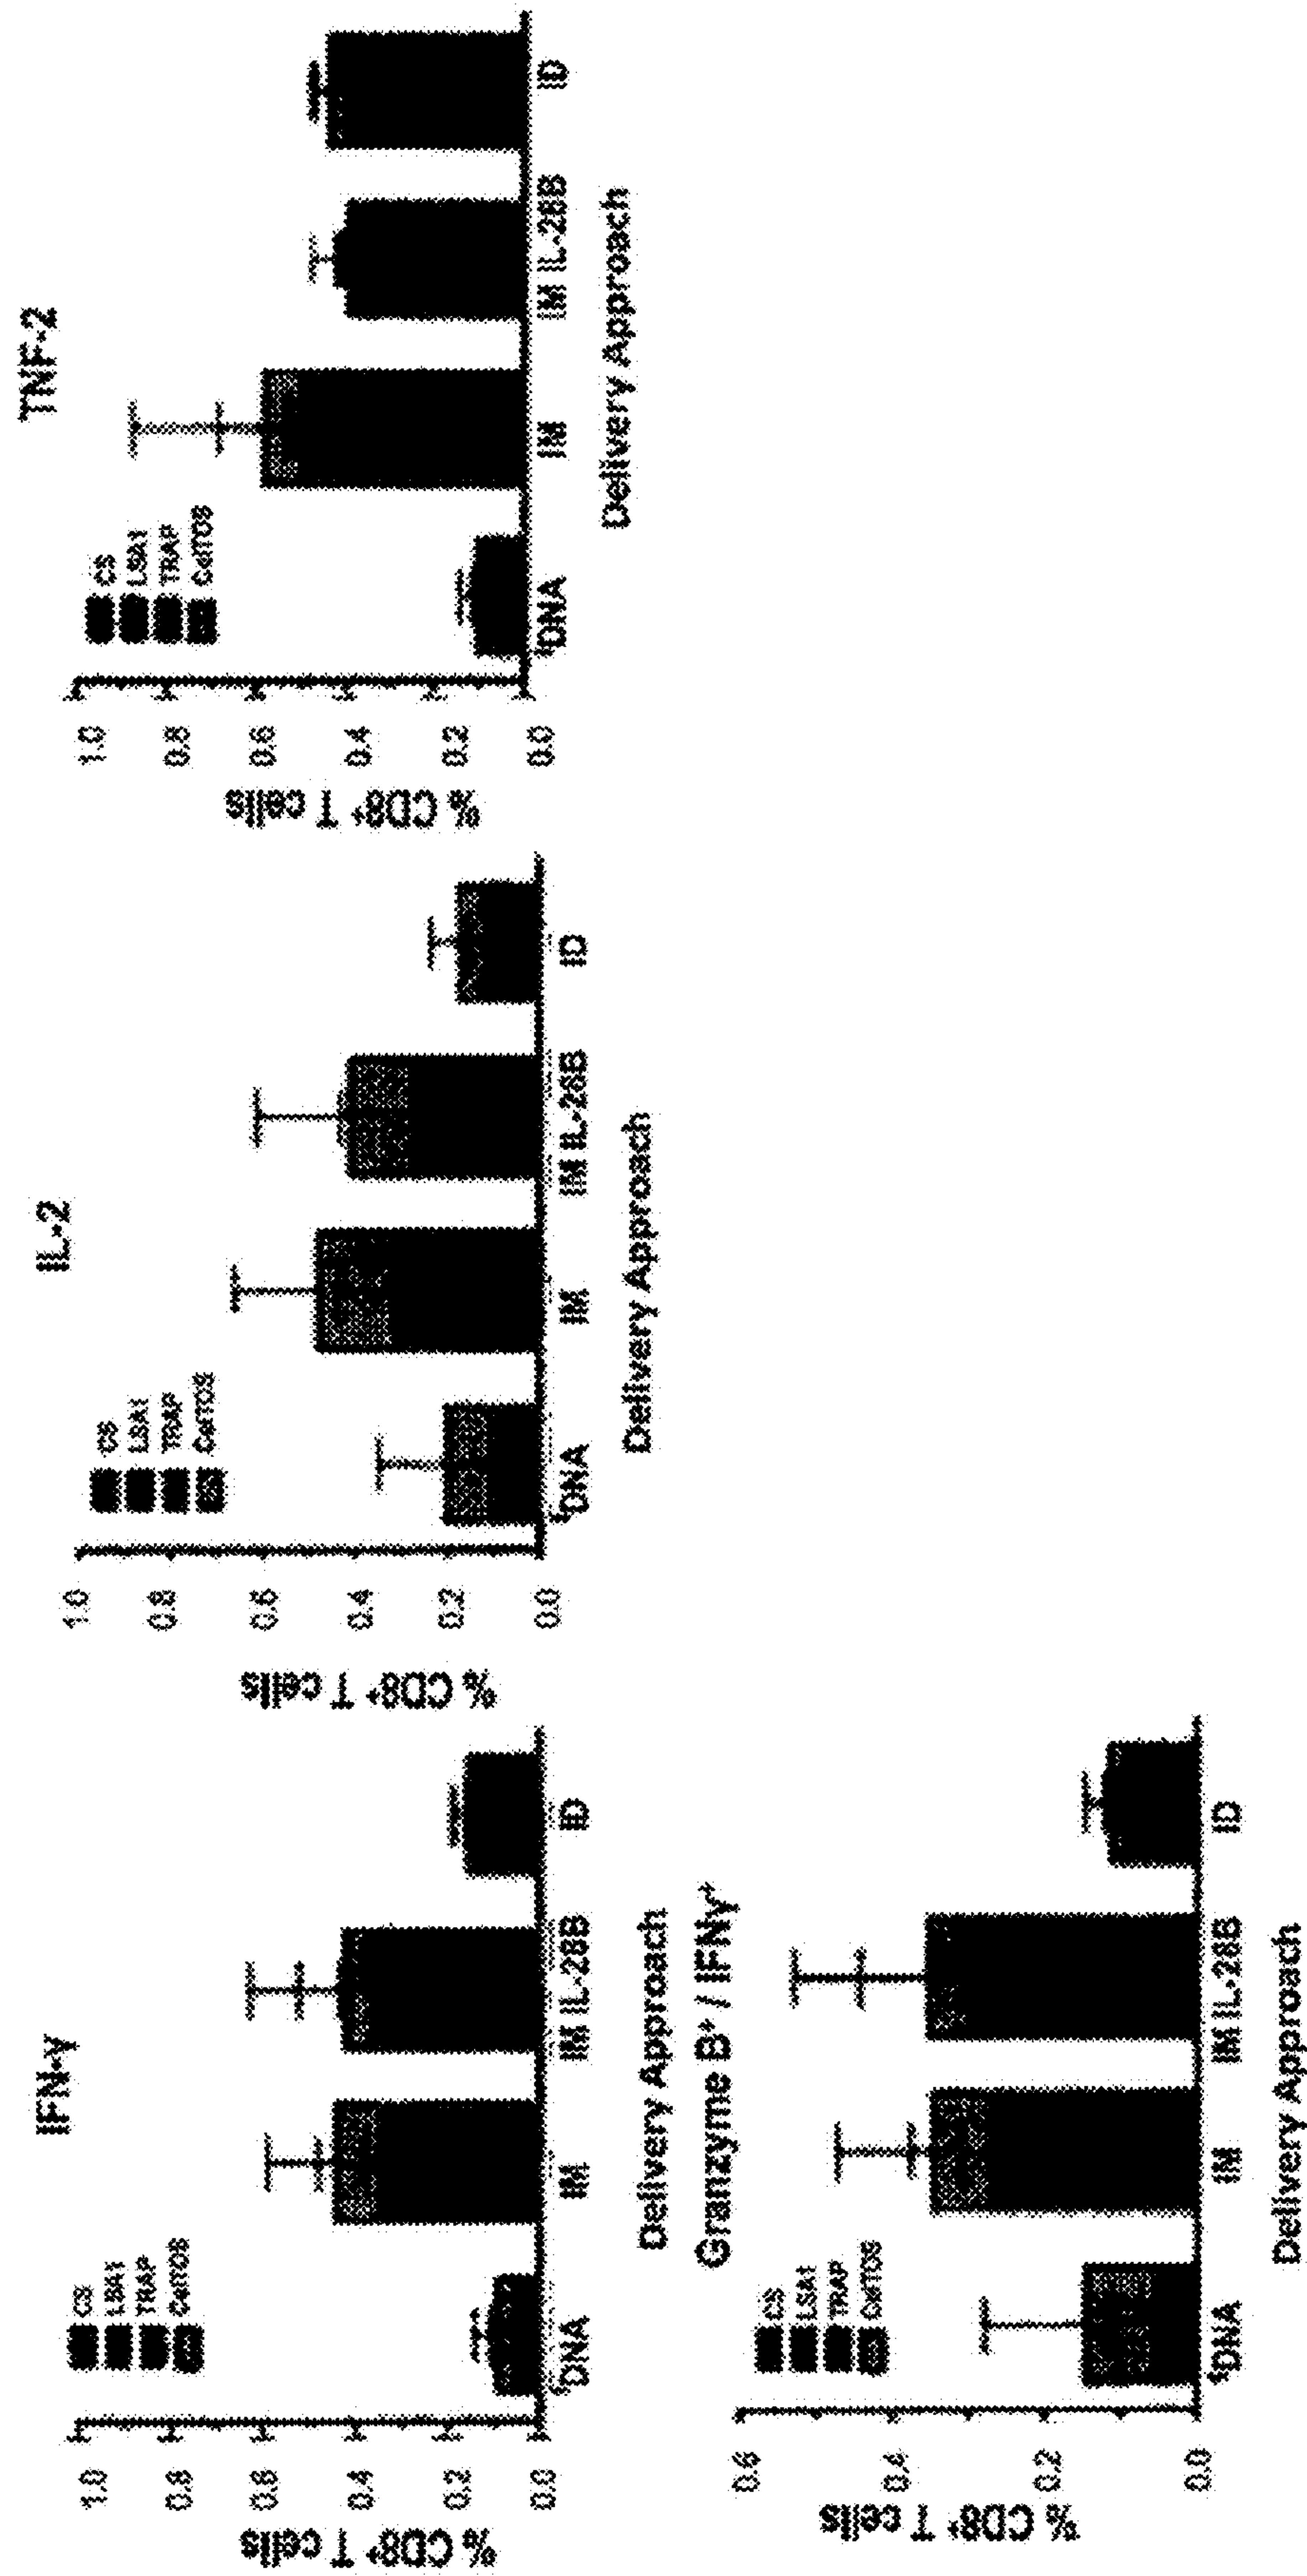 IFN-γ
% CD8⁺ T cells
1.0
0.8
0.6
0.4
0.2
0.0
CS
LSA1
TRAP
CelTOS
DNA
IM
IM IL-28B
ID
Delivery Approach
IL-2
% CD8⁺ T cells
1.0
0.8
0.6
0.4
0.2
0.0
CS
LSA1
TRAP
CelTOS
DNA
IM
IM IL-28B
ID
Delivery Approach
TNF-2
% CD8⁺ T cells
1.0
0.8
0.6
0.4
0.2
0.0
CS
LSA1
TRAP
CelTOS
DNA
IM
IM IL-28B
ID
Delivery Approach
Granzyme B⁺ / IFNγ⁺
% CD8⁺ T cells
0.6
0.4
0.2
0.0
CS
LSA1
TRAP
CelTOS
DNA
IM
IM IL-28B
ID
Delivery Approach